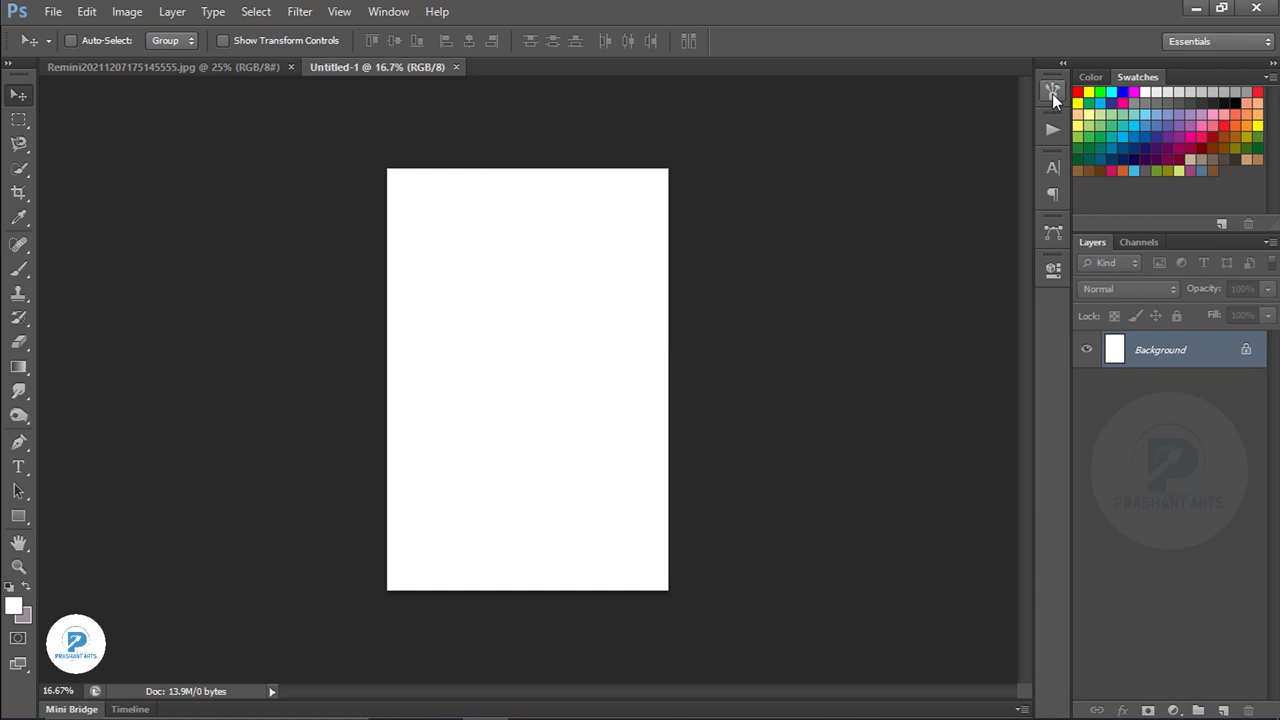 Ps File Edit Image Layer Type Select Filter View Window Help
Auto-Select: Group Show Transform Controls Essentials
Remini20211207175145555.jpg @ 25% (RGB/8#) × Untitled-1 @ 16.7% (RGB/8) ×
Color Swatches
Layers Channels
Kind
Normal Opacity: 100%
Lock: Fill: 100%
Background
PRASHANT ARTS
PRASHANT ARTS
16.67% Doc: 13.9M/0 bytes
Mini Bridge Timeline